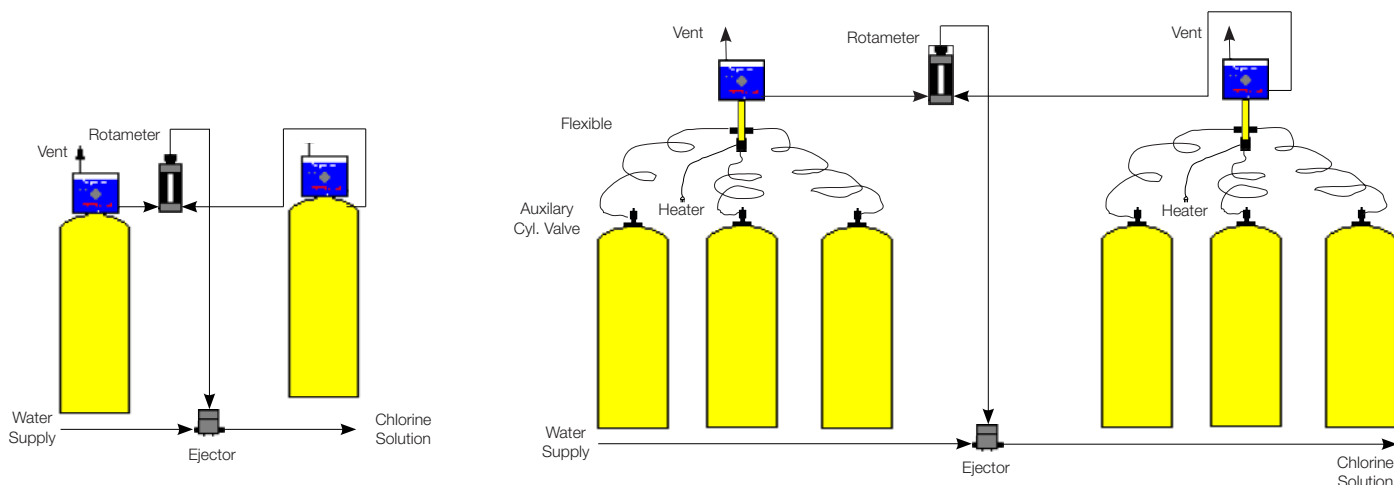 Rotameter
Vent
Water
Supply
Ejector
Chlorine
Solution
Vent
Rotameter
Vent
Flexible
Auxilary
Cyl. Valve
Heater
Heater
Water
Supply
Ejector
Chlorine
Solution